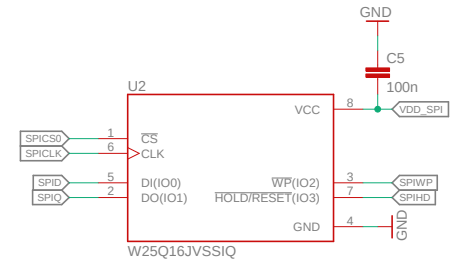 GND
C5
100n
U2
VCC 8 VDD_SPI
SPICS0 1 CS
SPICLK 6 CLK
SPID 5 DI(IO0) WP(IO2) 3 SPIWP
SPIQ 2 DO(IO1) HOLD/RESET(IO3) 7 SPIHD
GND 4 GND
W25Q16JVSSIQ